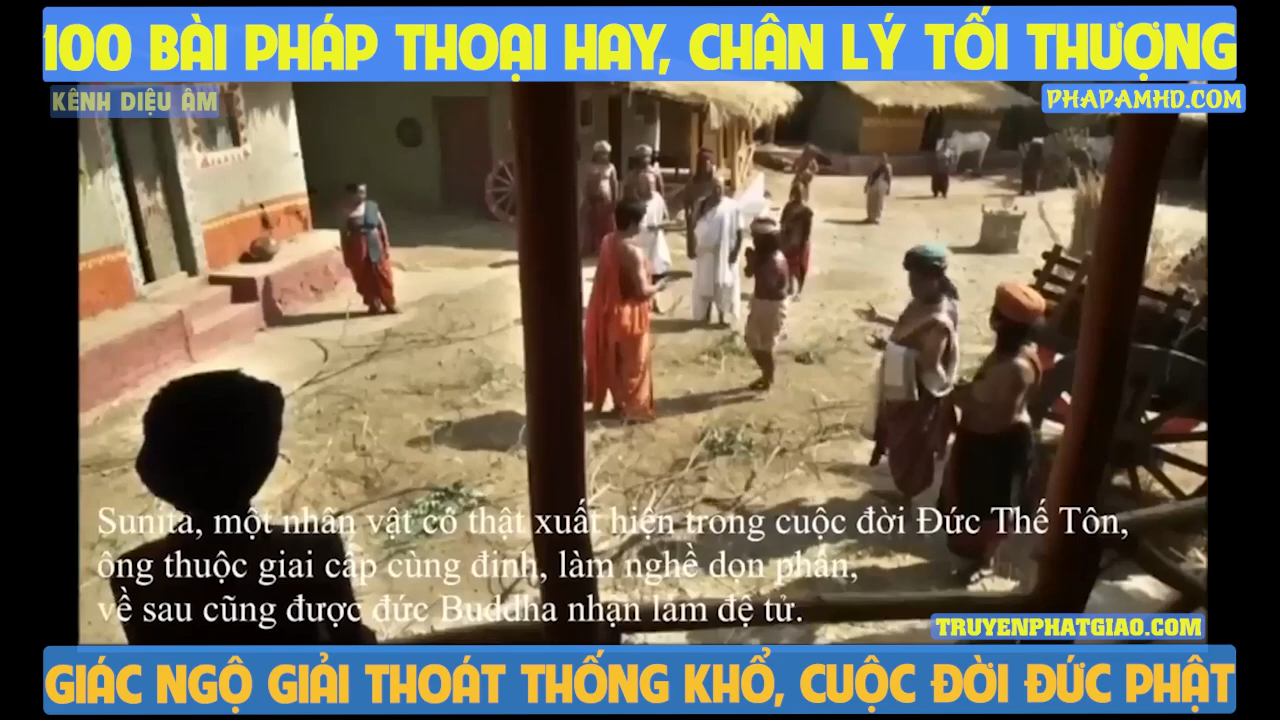 100 BÀI PHÁP THOẠI HAY, CHÂN LÝ TỐI THƯỢNG
KÊNH DIỆU ÂM
PHAPAMHD.COM
Sunita, một nhân vật có thật xuất hiện trong cuộc đời Đức Thế Tôn,
ông thuộc giai cấp cùng đinh, làm nghề dọn phân,
về sau cũng được đức Buddha nhận làm đệ tử.
TRUYENPHATGIAO.COM
GIÁC NGỘ GIẢI THOÁT THỐNG KHỔ, CUỘC ĐỜI ĐỨC PHẬT